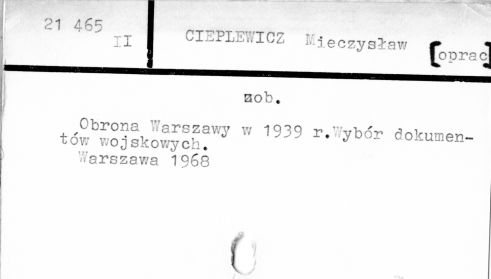 21 465
II
CIEPLEWICZ Mieczysław [oprac]
zob.
Obrona Warszawy w 1939 r.Wybór dokumen-
tów wojskowych.
Warszawa 1968